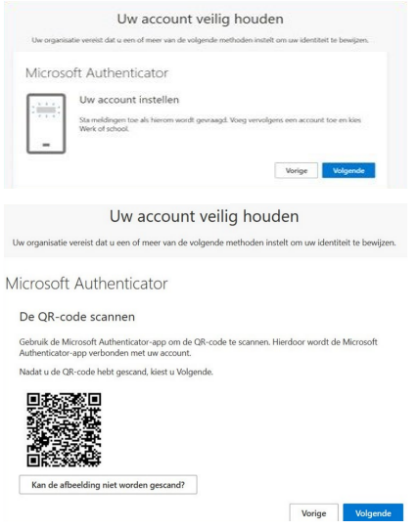 Uw account veilig houden
Uw organisatie vereist dat u een of meer van de volgende methoden instelt om uw identiteit te bewijzen.
Microsoft Authenticator
Uw account instellen
Sta meldingen toe als hierom wordt gevraagd. Voeg vervolgens een account toe en kies
Werk of school.
Vorige
Volgende
Uw account veilig houden
Uw organisatie vereist dat u een of meer van de volgende methoden instelt om uw identiteit te bewijzen.
Microsoft Authenticator
De QR-code scannen
Gebruik de Microsoft Authenticator-app om de QR-code te scannen. Hierdoor wordt de Microsoft
Authenticator-app verbonden met uw account.
Nadat u de QR-code hebt gescand, kiest u Volgende.
Kan de afbeelding niet worden gescand?
Vorige
Volgende